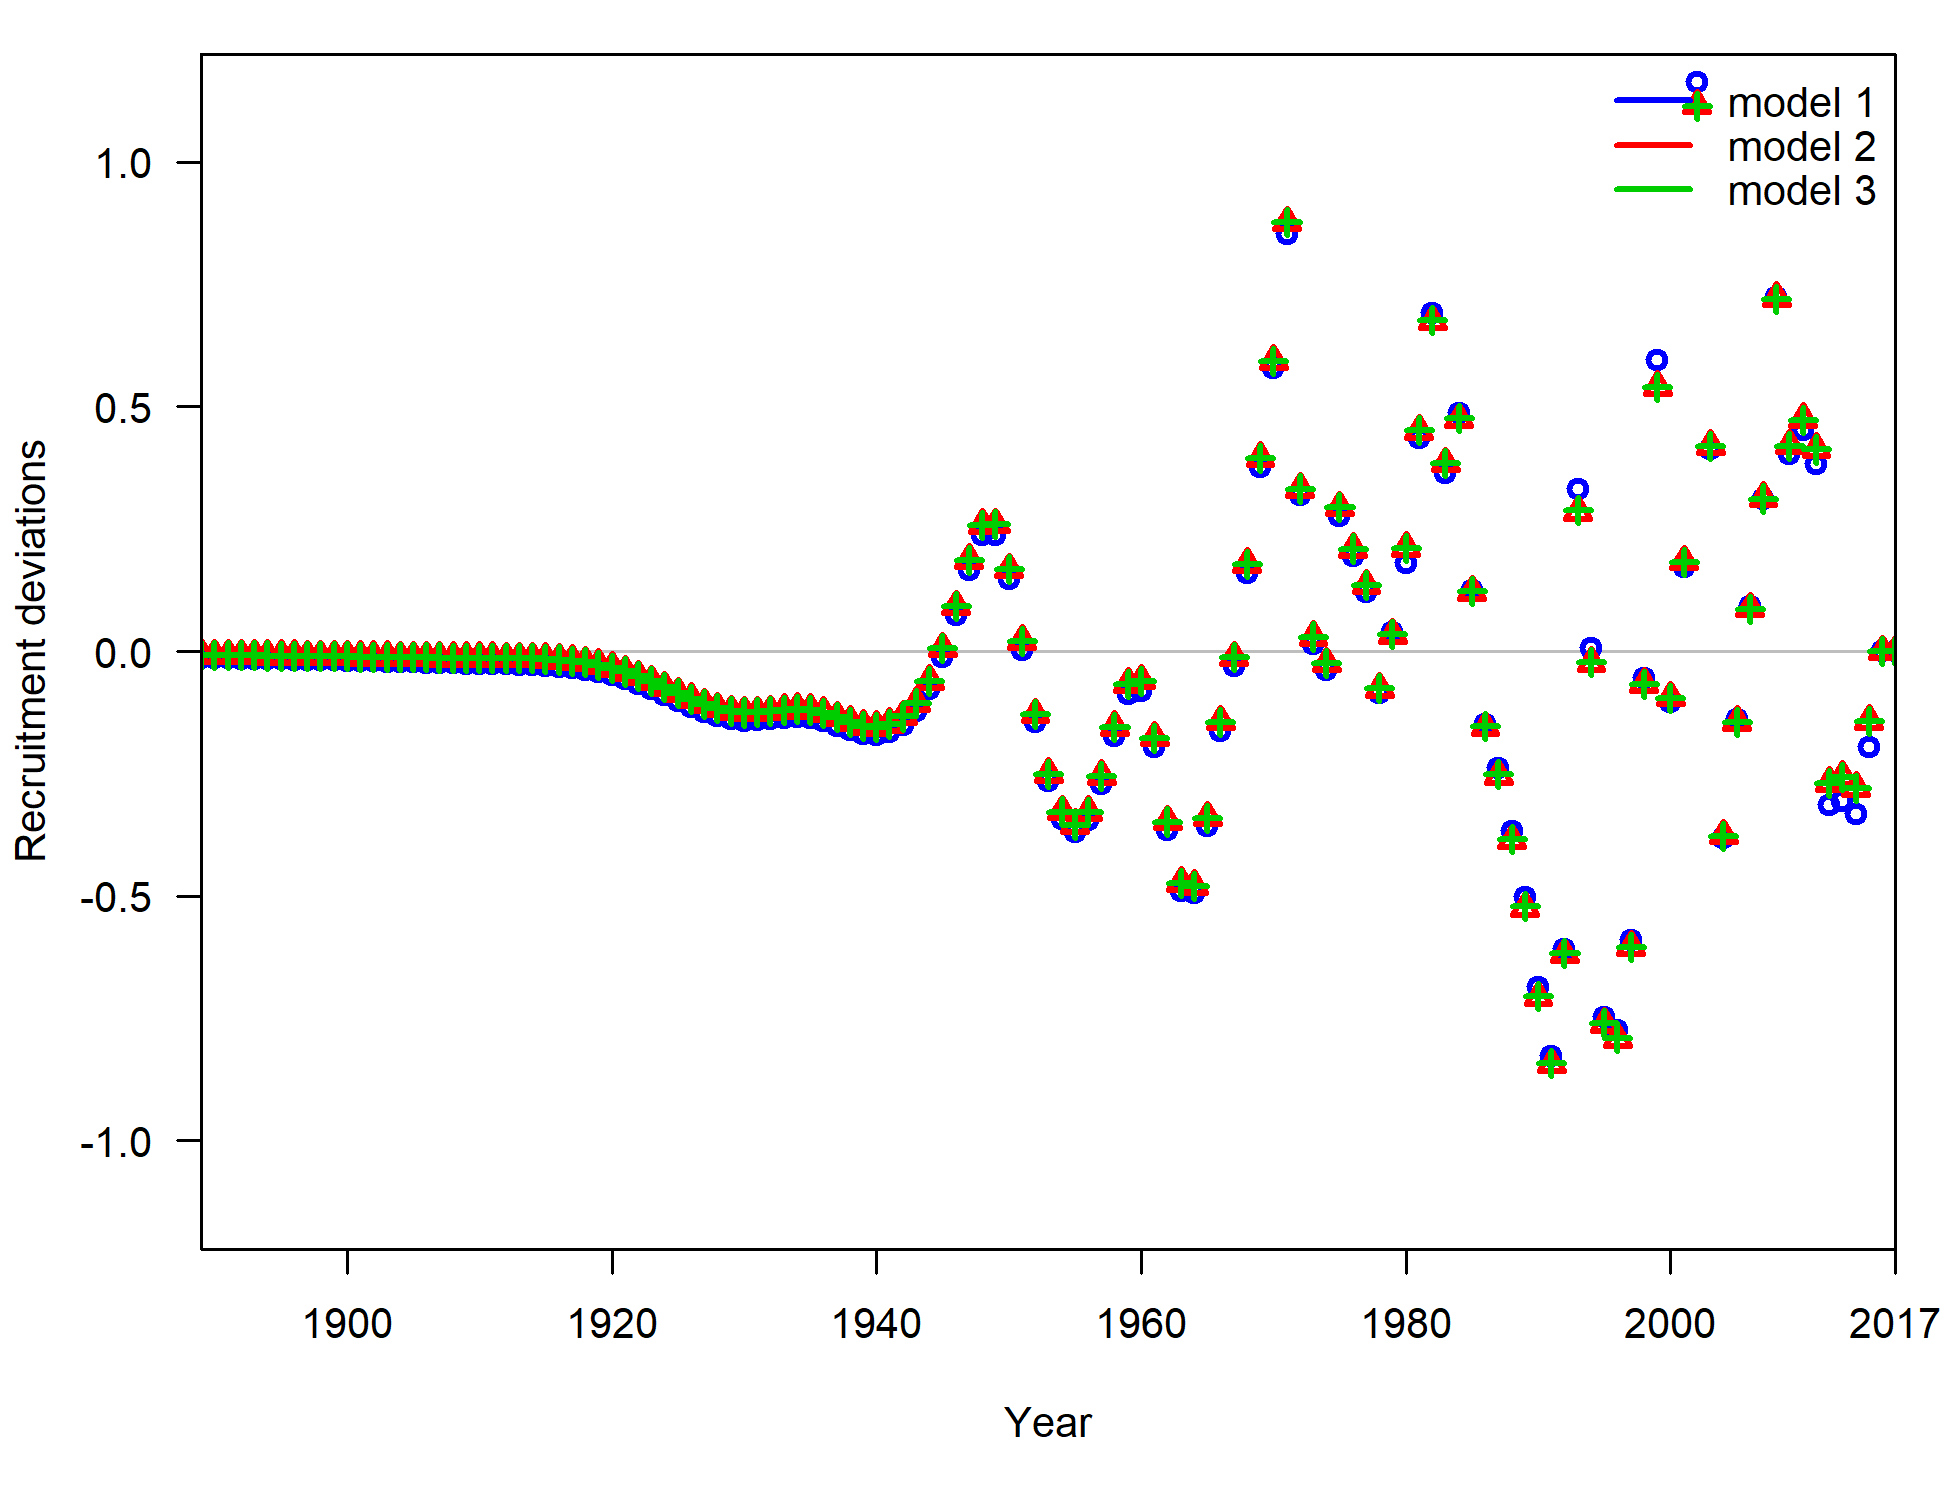 model 1
model 2
model 3
1.0
0.5
0.0
-0.5
-1.0
Recruitment deviations
1900 1920 1940 1960 1980 2000 2017
Year